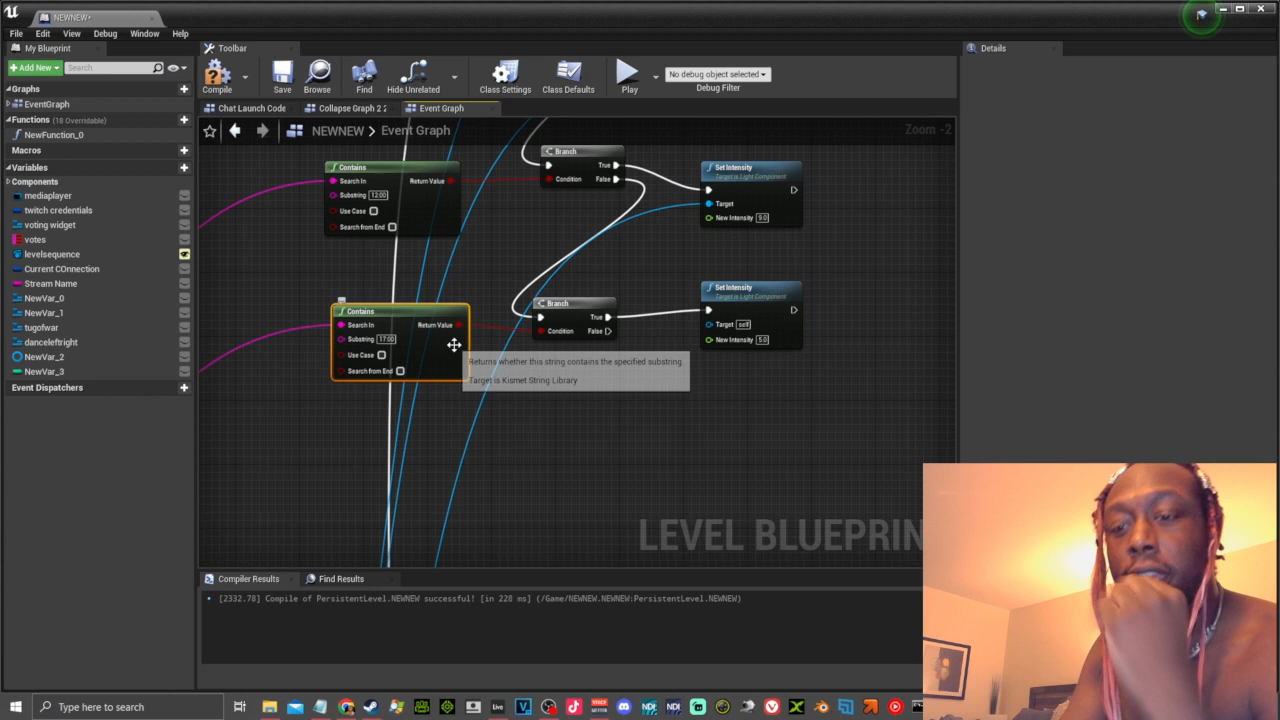 NEWNEW*
File Edit View Debug Window Help
My Blueprint
Toolbar
Details
Add New
Search
Compile
Save
Browse
Find
Hide Unrelated
Class Settings
Class Defaults
Play
No debug object selected
Debug Filter
Graphs
EventGraph
Functions (18 Overridable)
NewFunction_0
Macros
Variables
Components
mediaplayer
twitch credentials
voting widget
votes
levelsequence
Current COnnection
Stream Name
NewVar_0
NewVar_1
tugofwar
danceleftright
NewVar_2
NewVar_3
Event Dispatchers
Chat Launch Code
Collapse Graph 2 2
Event Graph
NEWNEW > Event Graph
Zoom -2
Contains
Search In
Return Value
Substring 12:00
Use Case
Search from End
Branch
True
Condition
False
Set Intensity
Target is Light Component
Target
New Intensity 9.0
Contains
Search In
Return Value
Substring 17:00
Use Case
Search from End
Branch
True
Condition
False
Set Intensity
Target is Light Component
Target self
New Intensity 5.0
Returns whether this string contains the specified substring.
Target is Kismet String Library
LEVEL BLUEPRIN
Compiler Results
Find Results
[2332.78] Compile of PersistentLevel.NEWNEW successful! [in 228 ms] (/Game/NEWNEW.NEWNEW:PersistentLevel.NEWNEW)
Type here to search